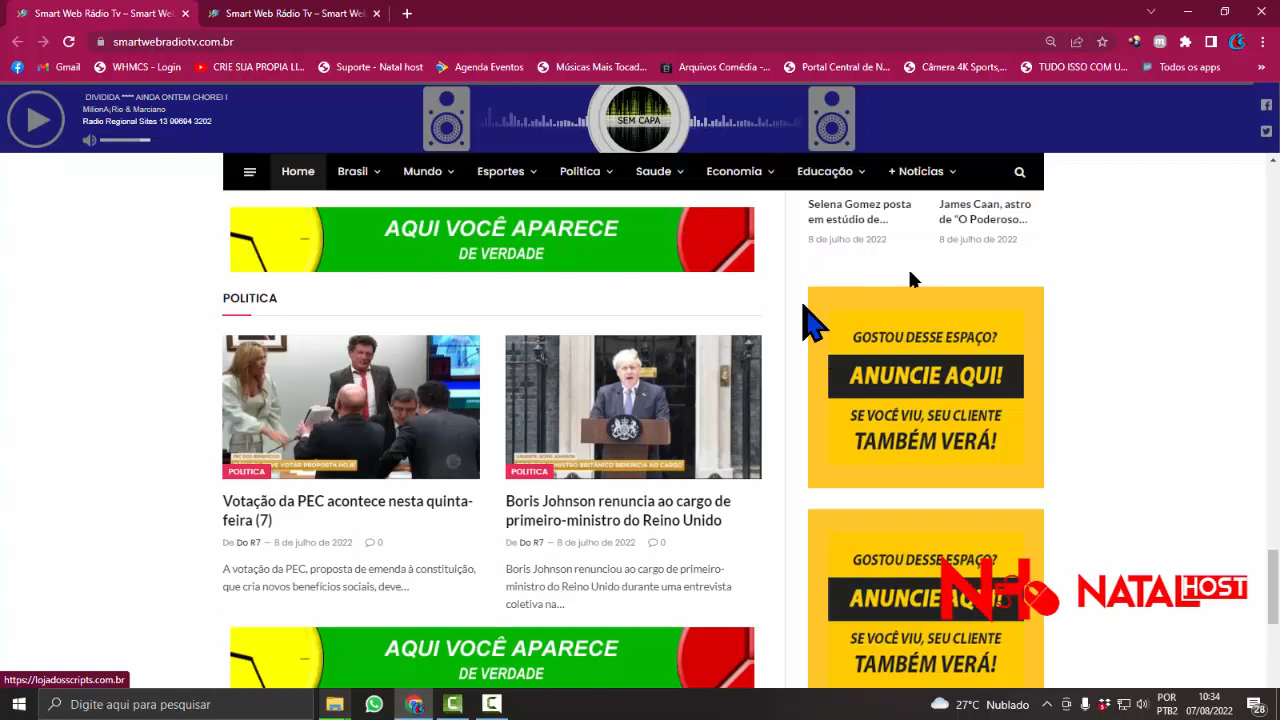 Smart Web Rádio Tv -
Smart Web Rádio Tv -
smartwebradiotv.com.br
Gmail
WHMCS - Login
CRIE SUA PROPIA LI...
Suporte - Natal host
Agenda Eventos
Músicas Mais Tocad...
Arquivos Comédia -...
Portal Central de N...
Câmera 4K Sports,...
TUDO ISSO COM U...
Todos os apps
»
DIVIDIDA **** AINDA ONTEM CHOREI I
MilionÃ¡Rio & Marciano
Radio Regional Sites 13 99694 3202
SEM CAPA
Home
Brasil
Mundo
Esportes
Politica
Saude
Economia
Educação
+ Noticias
Selena Gomez posta
em estúdio de...
8 de julho de 2022
James Caan, astro
de “O Poderoso...
8 de julho de 2022
AQUI VOCÊ APARECE
DE VERDADE
POLITICA
POLITICA
Votação da PEC acontece nesta quinta-
feira (7)
De Do R7 — 8 de julho de 2022 0
A votação da PEC, proposta de emenda à constituição,
que cria novos benefícios sociais, deve...
POLITICA
Boris Johnson renuncia ao cargo de
primeiro-ministro do Reino Unido
De Do R7 — 8 de julho de 2022 0
Boris Johnson renunciou ao cargo de primeiro-
ministro do Reino Unido durante uma entrevista
coletiva na...
AQUI VOCÊ APARECE
DE VERDADE
GOSTOU DESSE ESPAÇO?
ANUNCIE AQUI!
SE VOCÊ VIU, SEU CLIENTE
TAMBÉM VERÁ!
GOSTOU DESSE ESPAÇO?
ANUNCIE
SE VOCÊ VIU, SEU CLIENTE
TAMBÉM VERÁ!
NH
NATAL HOST
https://lojadosscripts.com.br
Digite aqui para pesquisar
27°C Nublado
POR
PTB2
10:34
07/08/2022
28